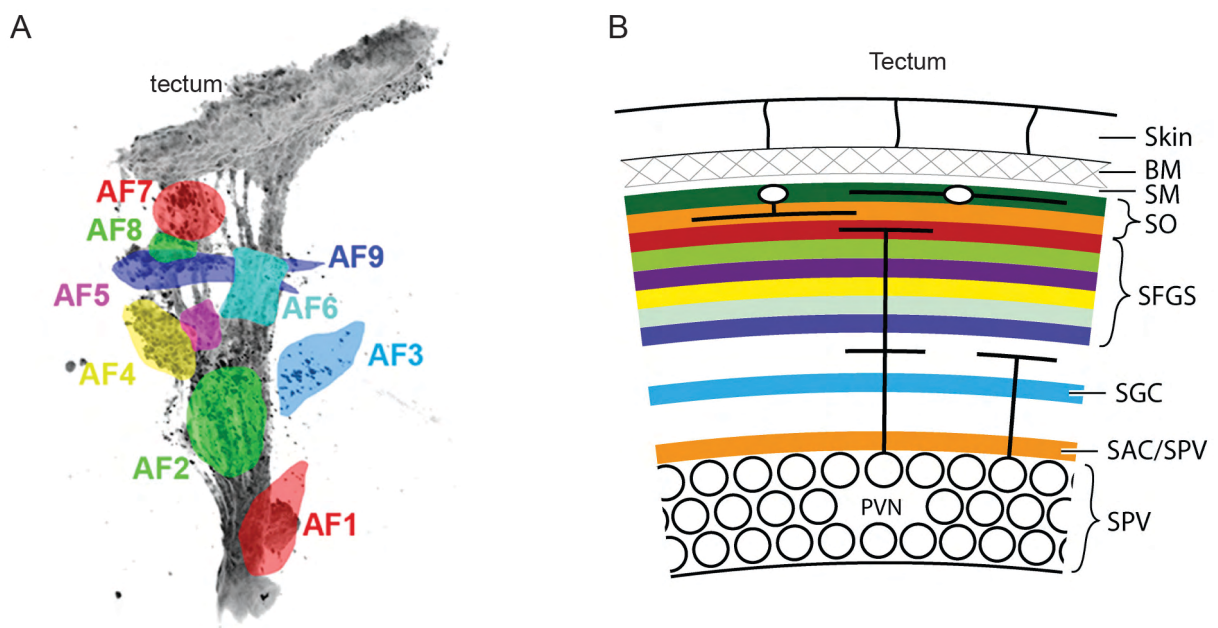 A
tectum
AF7
AF8
AF9
AF5
AF6
AF3
AF4
AF2
AF1
B
Tectum
Skin
BM
SM
SO
SFGS
SGC
SAC/SPV
PVN
SPV